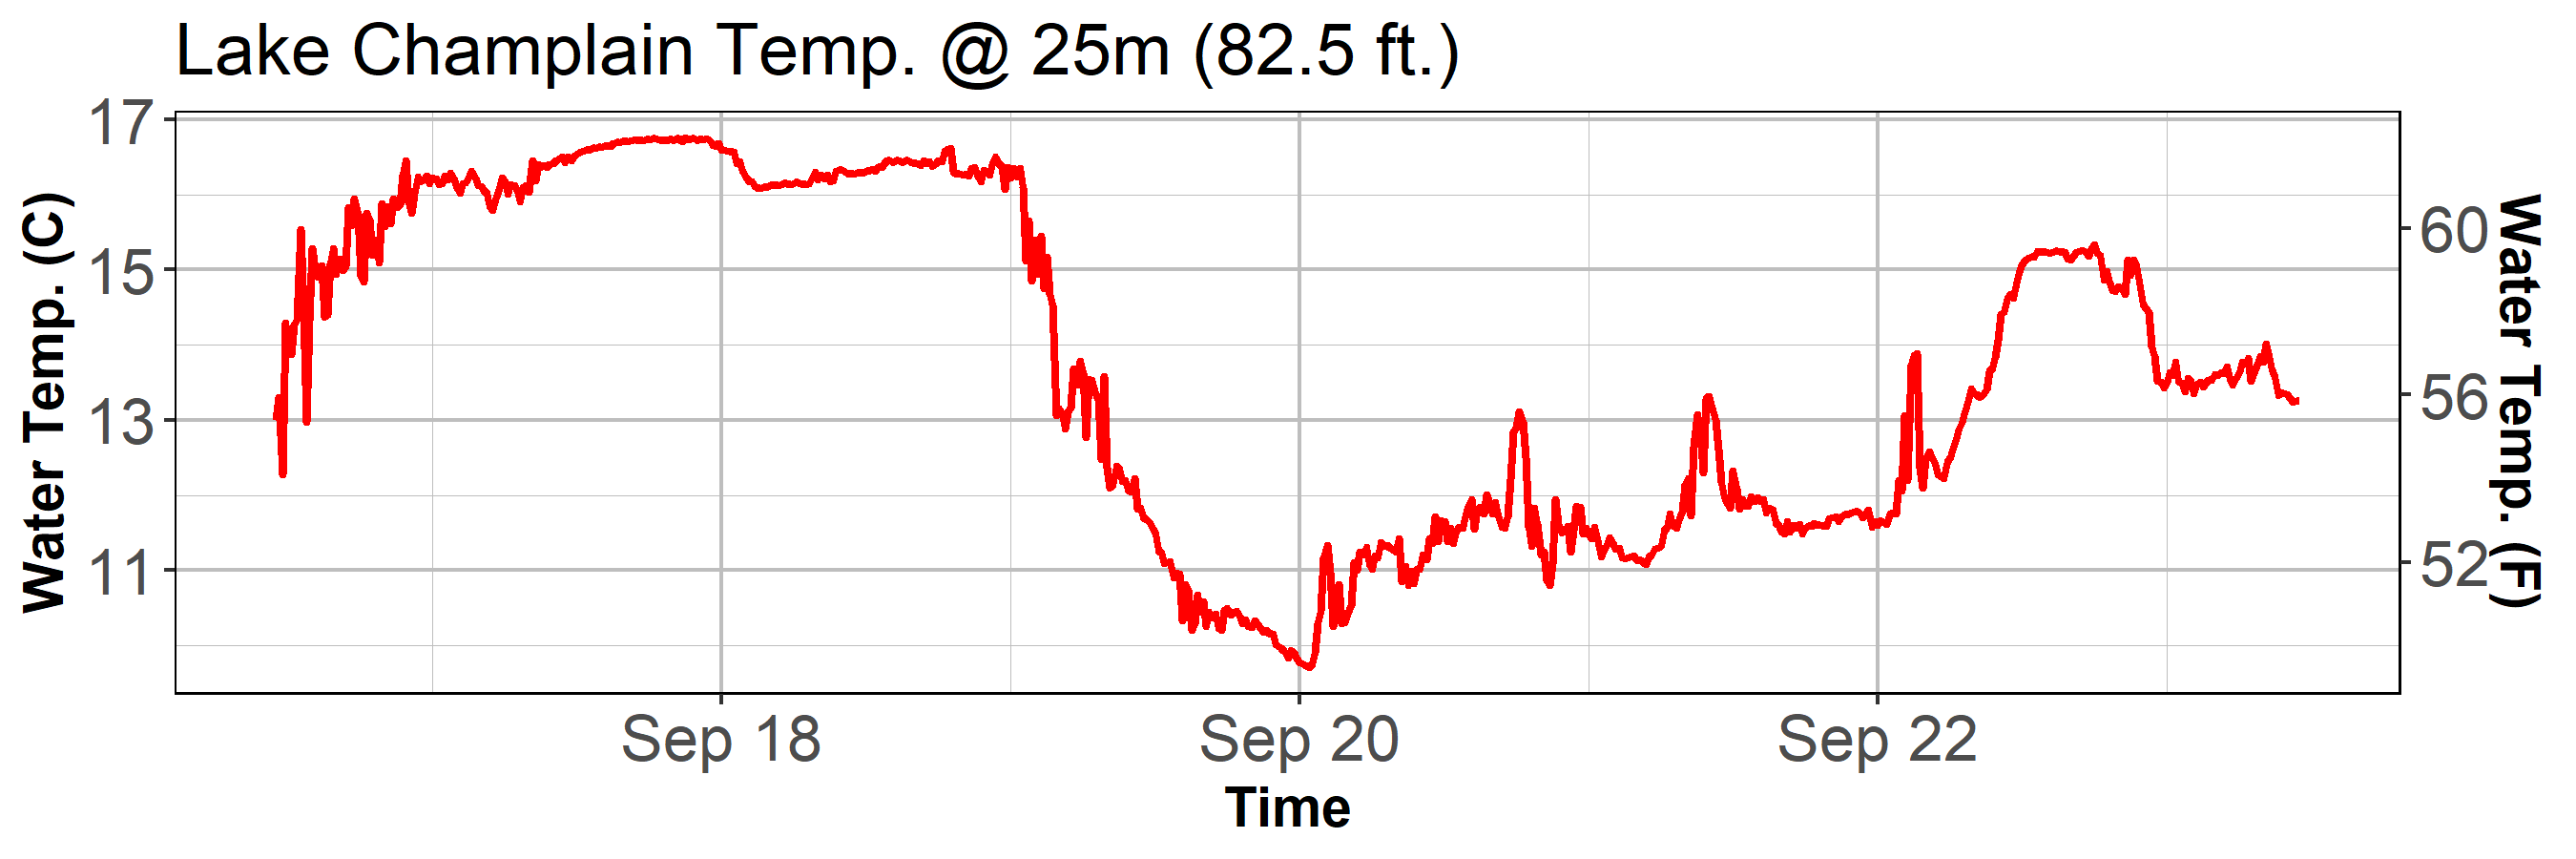 Lake Champlain Temp. @ 25m (82.5 ft.)
Water Temp. (C)
17
15
13
11
60
56
52
Water Temp. (F)
Sep 18
Sep 20
Sep 22
Time